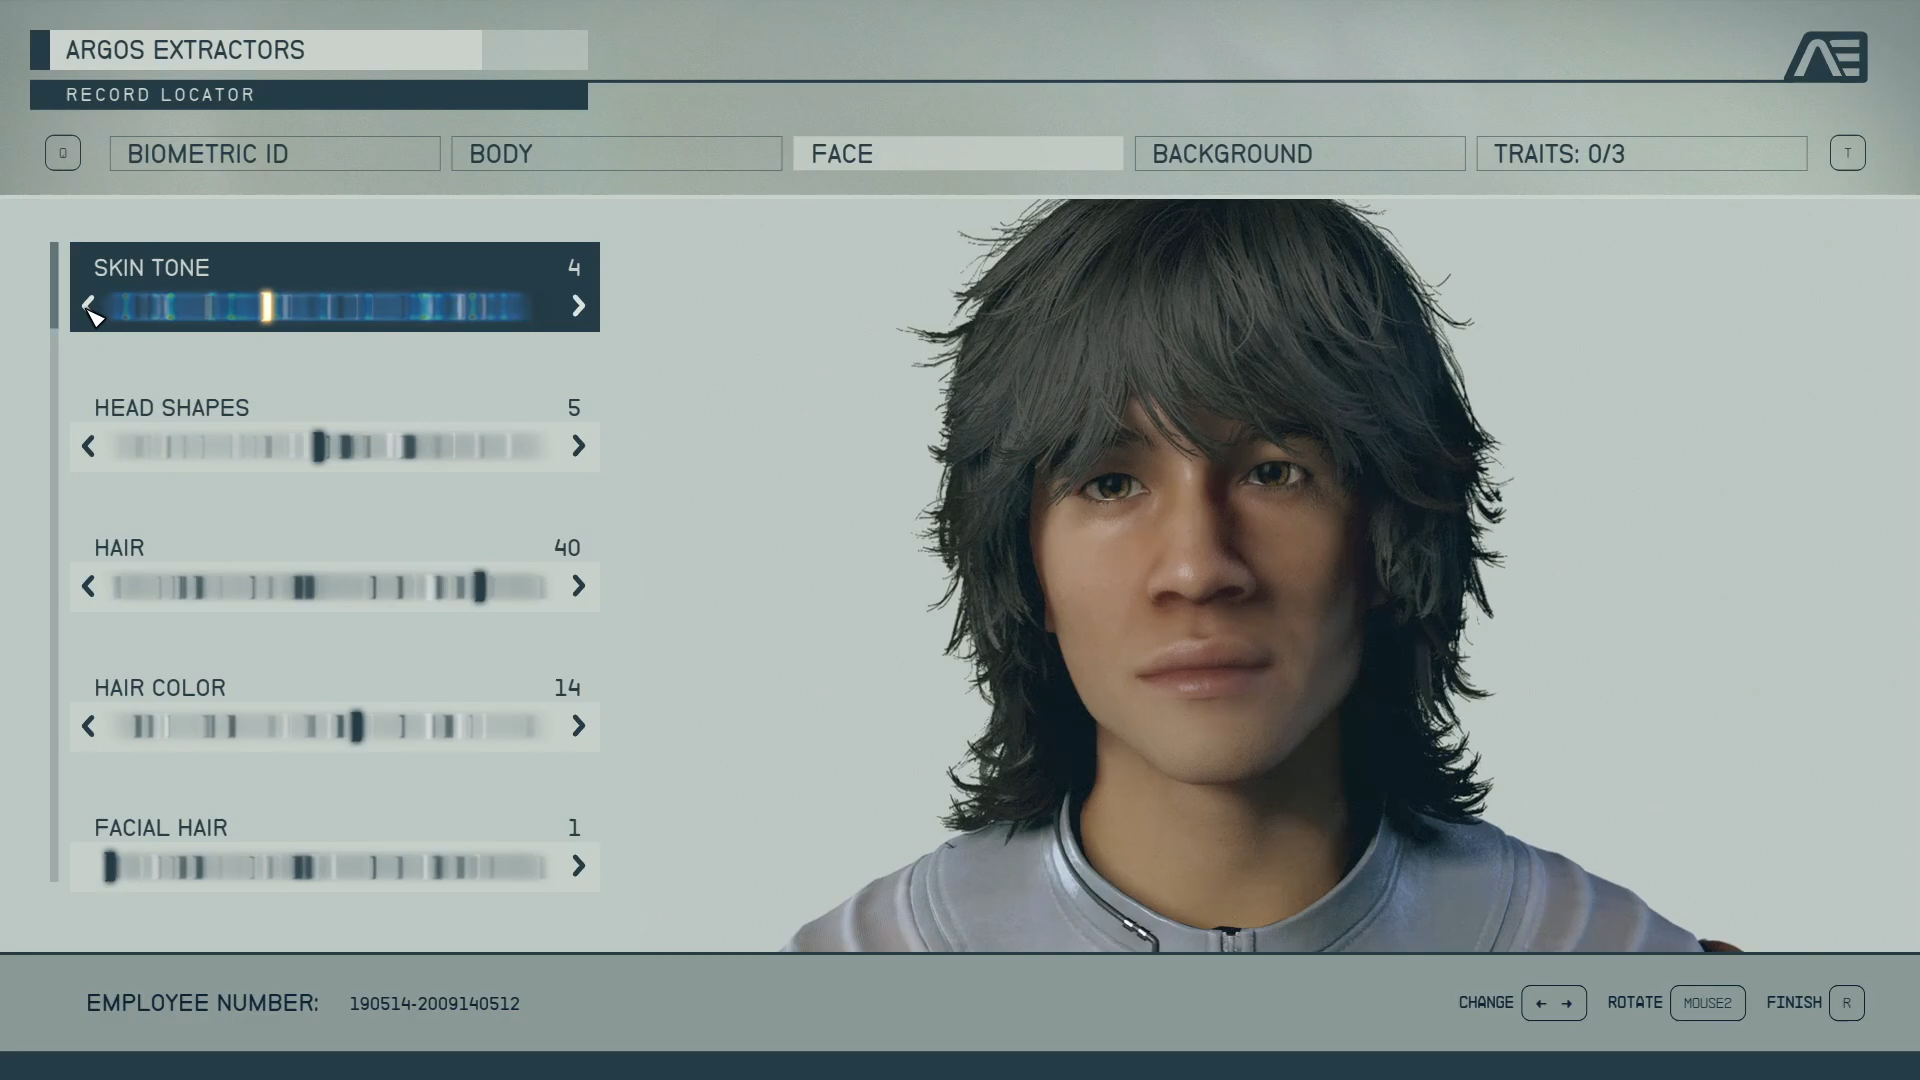 ARGOS EXTRACTORS
RECORD LOCATOR
Q BIOMETRIC ID BODY FACE BACKGROUND TRAITS: 0/3 T
SKIN TONE 4
HEAD SHAPES 5
HAIR 40
HAIR COLOR 14
FACIAL HAIR 1
EMPLOYEE NUMBER: 190514-2009140512 CHANGE ← → ROTATE MOUSE2 FINISH R